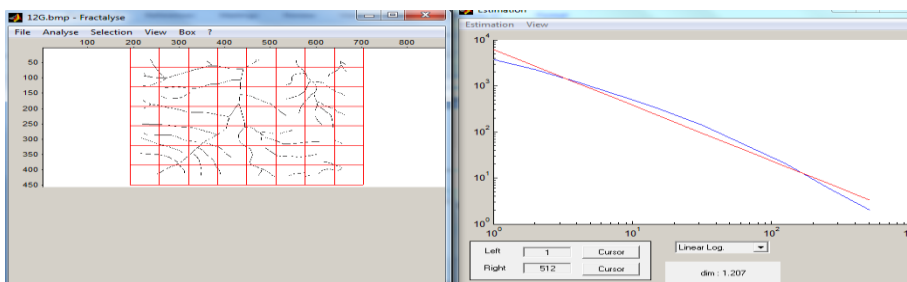 12G.bmp - Fractalyse
File Analyse Selection View Box ?
100 200 300 400 500 600 700 800
50
100
150
200
250
300
350
400
450
Estimation
Estimation View
10^4
10^3
10^2
10^1
10^0
10^0 10^1 10^2
Left 1 Cursor
Right 512 Cursor
Linear Log.
dim : 1.207